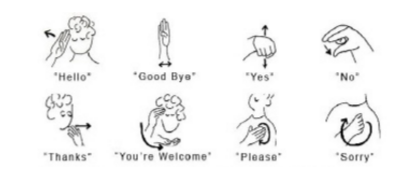 "Hello" "Good Bye" "Yes" "No"
"Thanks" "You're Welcome" "Please" "Sorry"